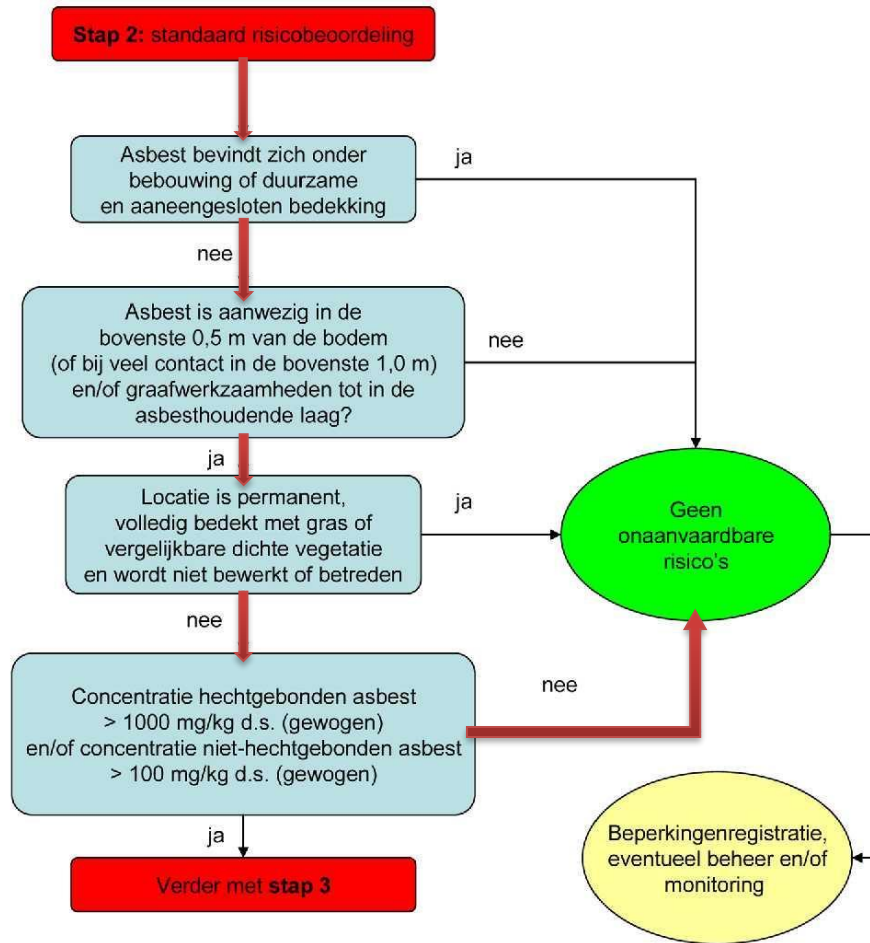 Stap 2: standaard risicobeoordeling
Asbest bevindt zich onder
bebouwing of duurzame
en aaneengesloten bedekking
ja
nee
Asbest is aanwezig in de
bovenste 0,5 m van de bodem
(of bij veel contact in de bovenste 1,0 m)
en/of graafwerkzaamheden tot in de
asbesthoudende laag?
nee
ja
Locatie is permanent,
volledig bedekt met gras of
vergelijkbare dichte vegetatie
en wordt niet bewerkt of betreden
ja
Geen
onaanvaardbare
risico's
nee
Concentratie hechtgebonden asbest
> 1000 mg/kg d.s. (gewogen)
en/of concentratie niet-hechtgebonden asbest
> 100 mg/kg d.s. (gewogen)
nee
ja
Verder met stap 3
Beperkingenregistratie,
eventueel beheer en/of
monitoring